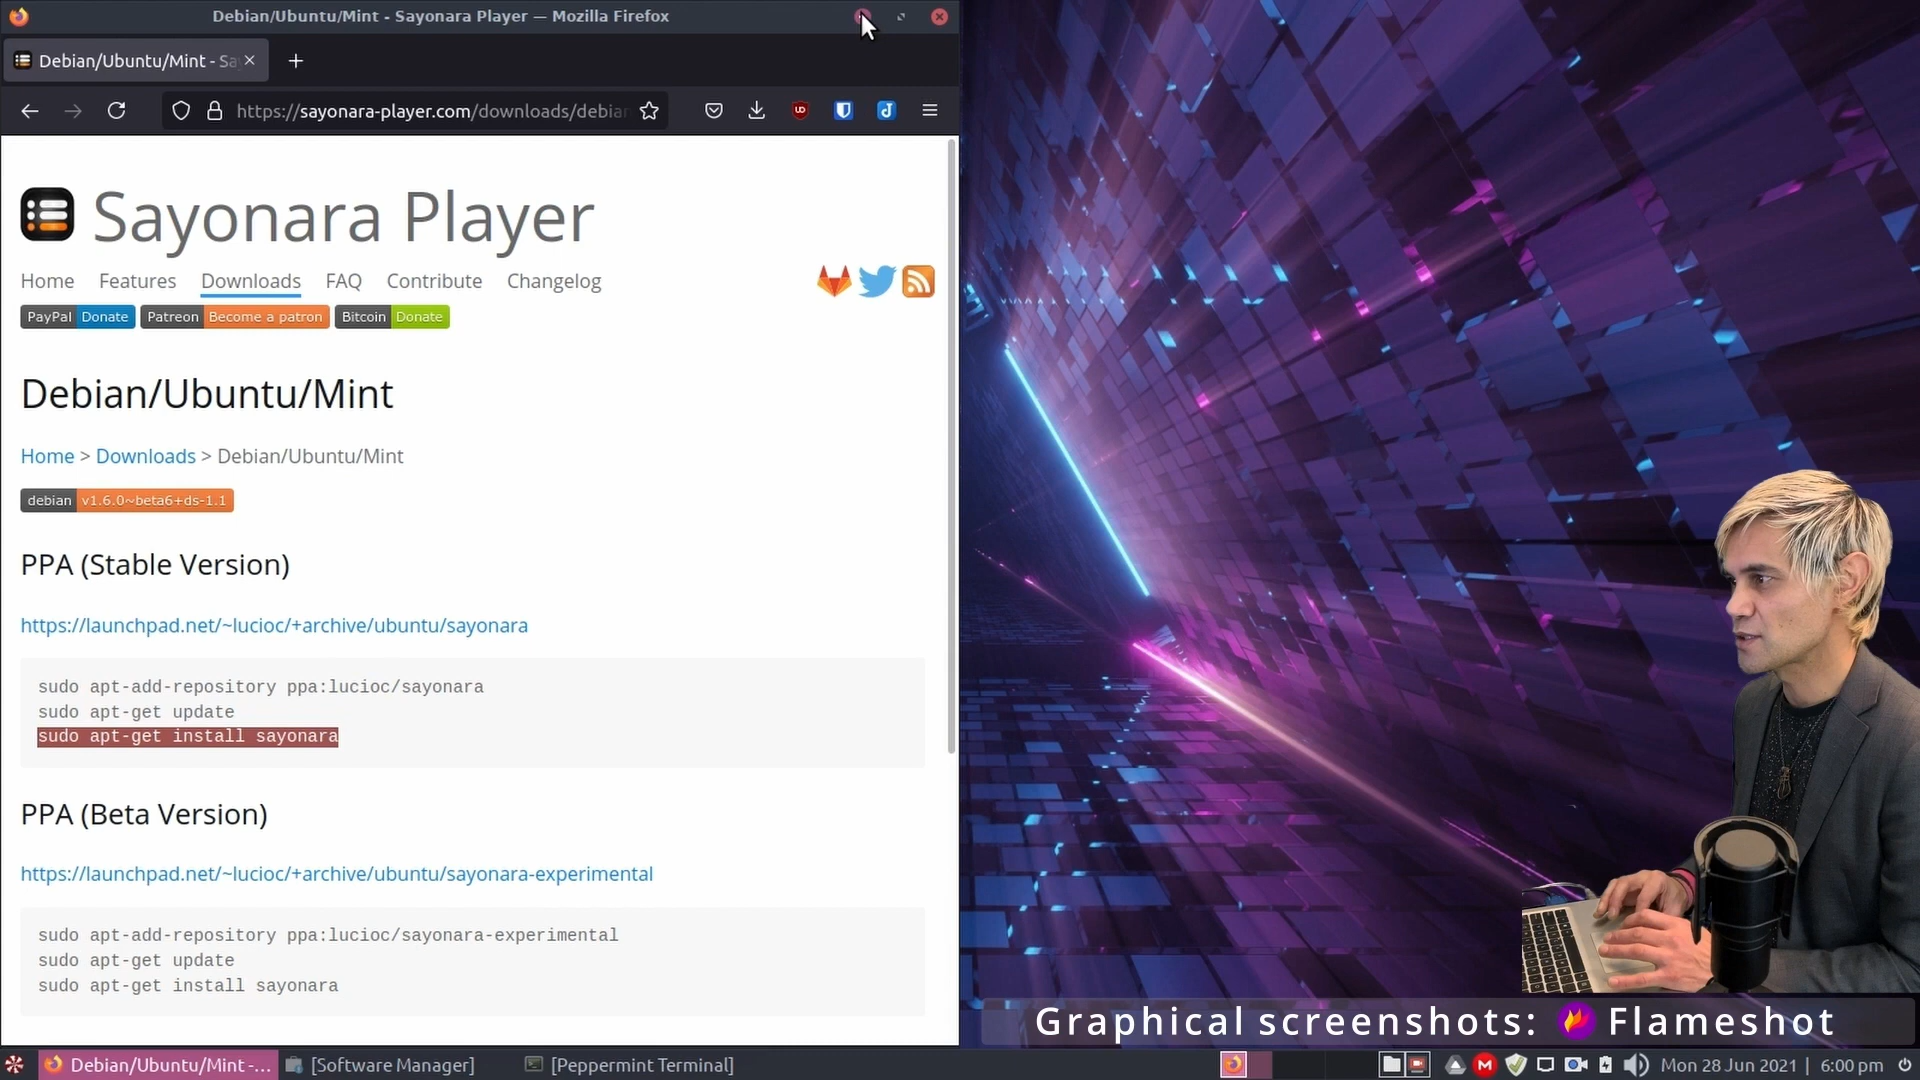 Debian/Ubuntu/Mint - Sayonara Player — Mozilla Firefox
Debian/Ubuntu/Mint - Sa
https://sayonara-player.com/downloads/debian
Sayonara Player
Home Features Downloads FAQ Contribute Changelog
PayPal Donate Patreon Become a patron Bitcoin Donate
Debian/Ubuntu/Mint
Home > Downloads > Debian/Ubuntu/Mint
debian v1.6.0~beta6+ds-1.1
PPA (Stable Version)
https://launchpad.net/~lucioc/+archive/ubuntu/sayonara
sudo apt-add-repository ppa:lucioc/sayonara
sudo apt-get update
sudo apt-get install sayonara
PPA (Beta Version)
https://launchpad.net/~lucioc/+archive/ubuntu/sayonara-experimental
sudo apt-add-repository ppa:lucioc/sayonara-experimental
sudo apt-get update
sudo apt-get install sayonara
Graphical screenshots: Flameshot
Debian/Ubuntu/Mint -... [Software Manager] [Peppermint Terminal] Mon 28 Jun 2021 | 6:00 pm